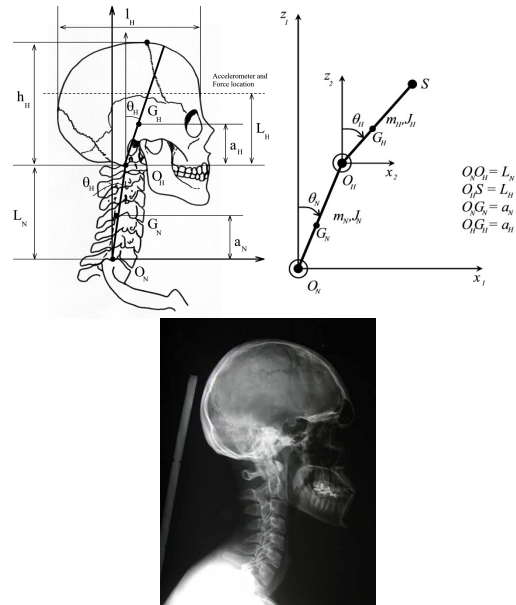 l_H
Accelerometer and
Force location
h_H
θ_H
G_H
a_H
L_H
O_H
θ_H
L_N
G_N
a_N
O_N
z_1
z_2
S
θ_H
m_H,J_H
G_H
O_H
x_2
θ_N
m_N,J_N
G_N
O_N
x_1
O_NO_H = L_N
O_HS = L_H
O_NG_N = a_N
O_HG_H = a_H